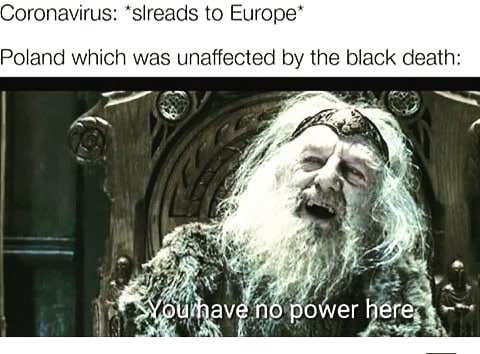 Coronavirus: *slreads to Europe*
Poland which was unaffected by the black death:
You have no power here